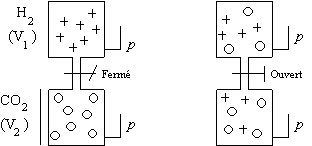 H₂
(V₁)
p
p
Fermé
Ouvert
CO₂
(V₂)
p
p